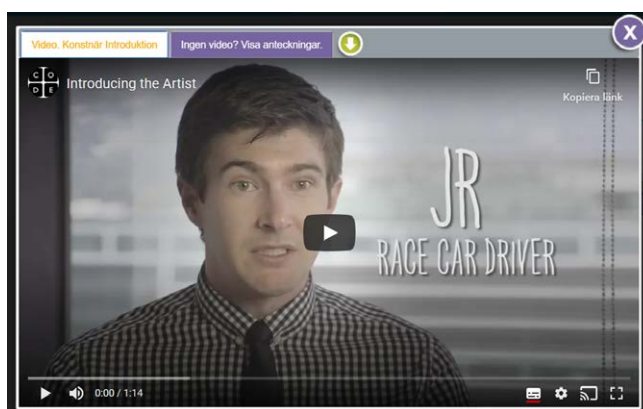 Video. Konstnär Introduktion
Ingen video? Visa anteckningar.
X
C O
D E
Introducing the Artist
Kopiera länk
JR
RACE CAR DRIVER
0:00 / 1:14